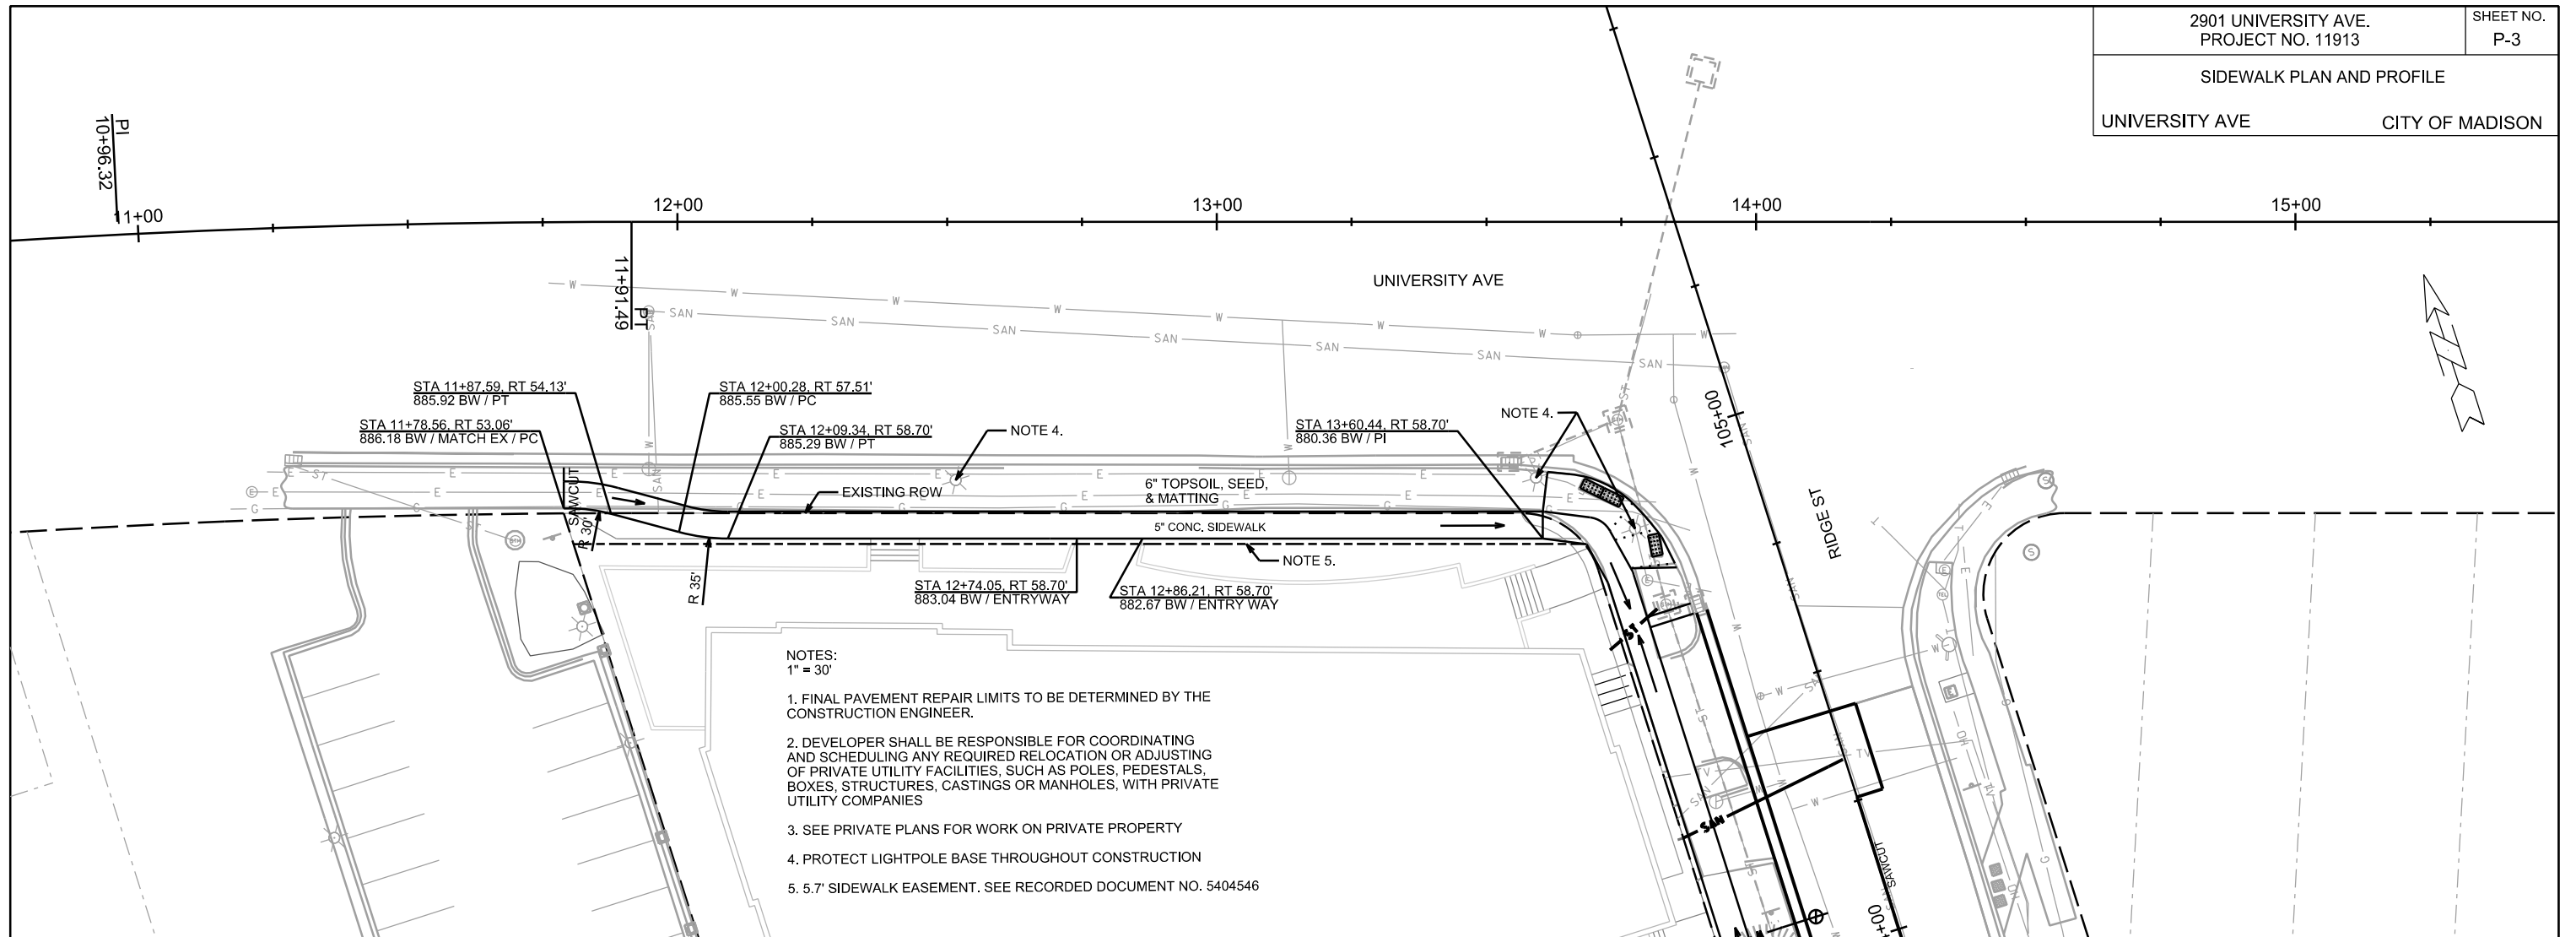 2901 UNIVERSITY AVE.
PROJECT NO. 11913
SHEET NO.
P-3
SIDEWALK PLAN AND PROFILE
UNIVERSITY AVE
CITY OF MADISON
PI
10+96.32
11+00
12+00
13+00
14+00
15+00
11+91.49
PT
UNIVERSITY AVE
W W W W W W W W
SAN SAN SAN SAN SAN SAN SAN
STA 11+87.59, RT 54.13'
885.92 BW / PT
STA 11+78.56, RT 53.06'
886.18 BW / MATCH EX / PC
STA 12+00.28, RT 57.51'
885.55 BW / PC
STA 12+09.34, RT 58.70'
885.29 BW / PT
NOTE 4.
STA 13+60.44, RT 58.70'
880.36 BW / PI
NOTE 4.
105+00
RIDGE ST
SAWCUT
EXISTING ROW
6" TOPSOIL, SEED,
& MATTING
5" CONC. SIDEWALK
R 30'
R 35'
NOTE 5.
STA 12+74.05, RT 58.70'
883.04 BW / ENTRYWAY
STA 12+86.21, RT 58.70'
882.67 BW / ENTRY WAY
ST
SAN
SAWCUT
NOTES:
1" = 30'
1. FINAL PAVEMENT REPAIR LIMITS TO BE DETERMINED BY THE
CONSTRUCTION ENGINEER.
2. DEVELOPER SHALL BE RESPONSIBLE FOR COORDINATING
AND SCHEDULING ANY REQUIRED RELOCATION OR ADJUSTING
OF PRIVATE UTILITY FACILITIES, SUCH AS POLES, PEDESTALS,
BOXES, STRUCTURES, CASTINGS OR MANHOLES, WITH PRIVATE
UTILITY COMPANIES
3. SEE PRIVATE PLANS FOR WORK ON PRIVATE PROPERTY
4. PROTECT LIGHTPOLE BASE THROUGHOUT CONSTRUCTION
5. 5.7' SIDEWALK EASEMENT. SEE RECORDED DOCUMENT NO. 5404546